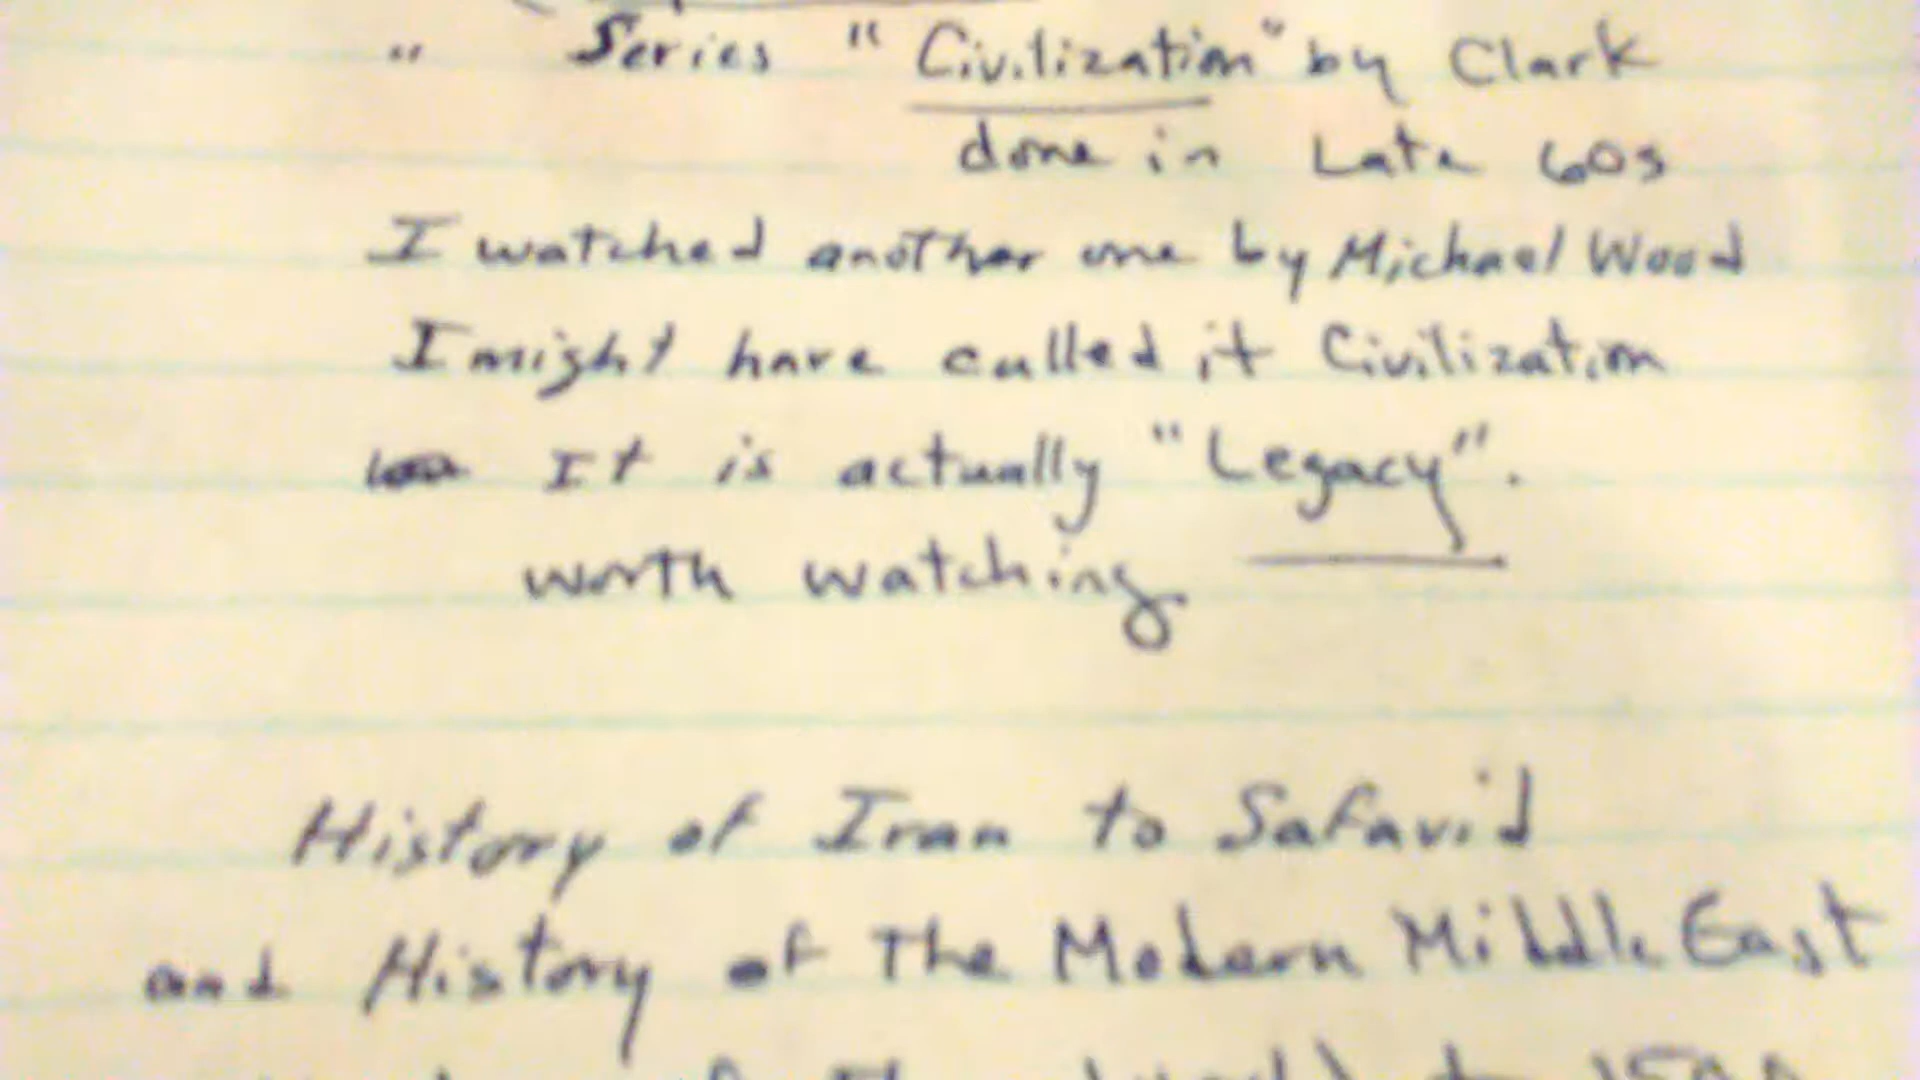 " Series "Civilization" by Clark
done in Late 60s
I watched another one by Michael Wood
I might have called it Civilization
It is actually "Legacy".
worth watching
History of Iran to Safavid
and History of The Modern Middle East